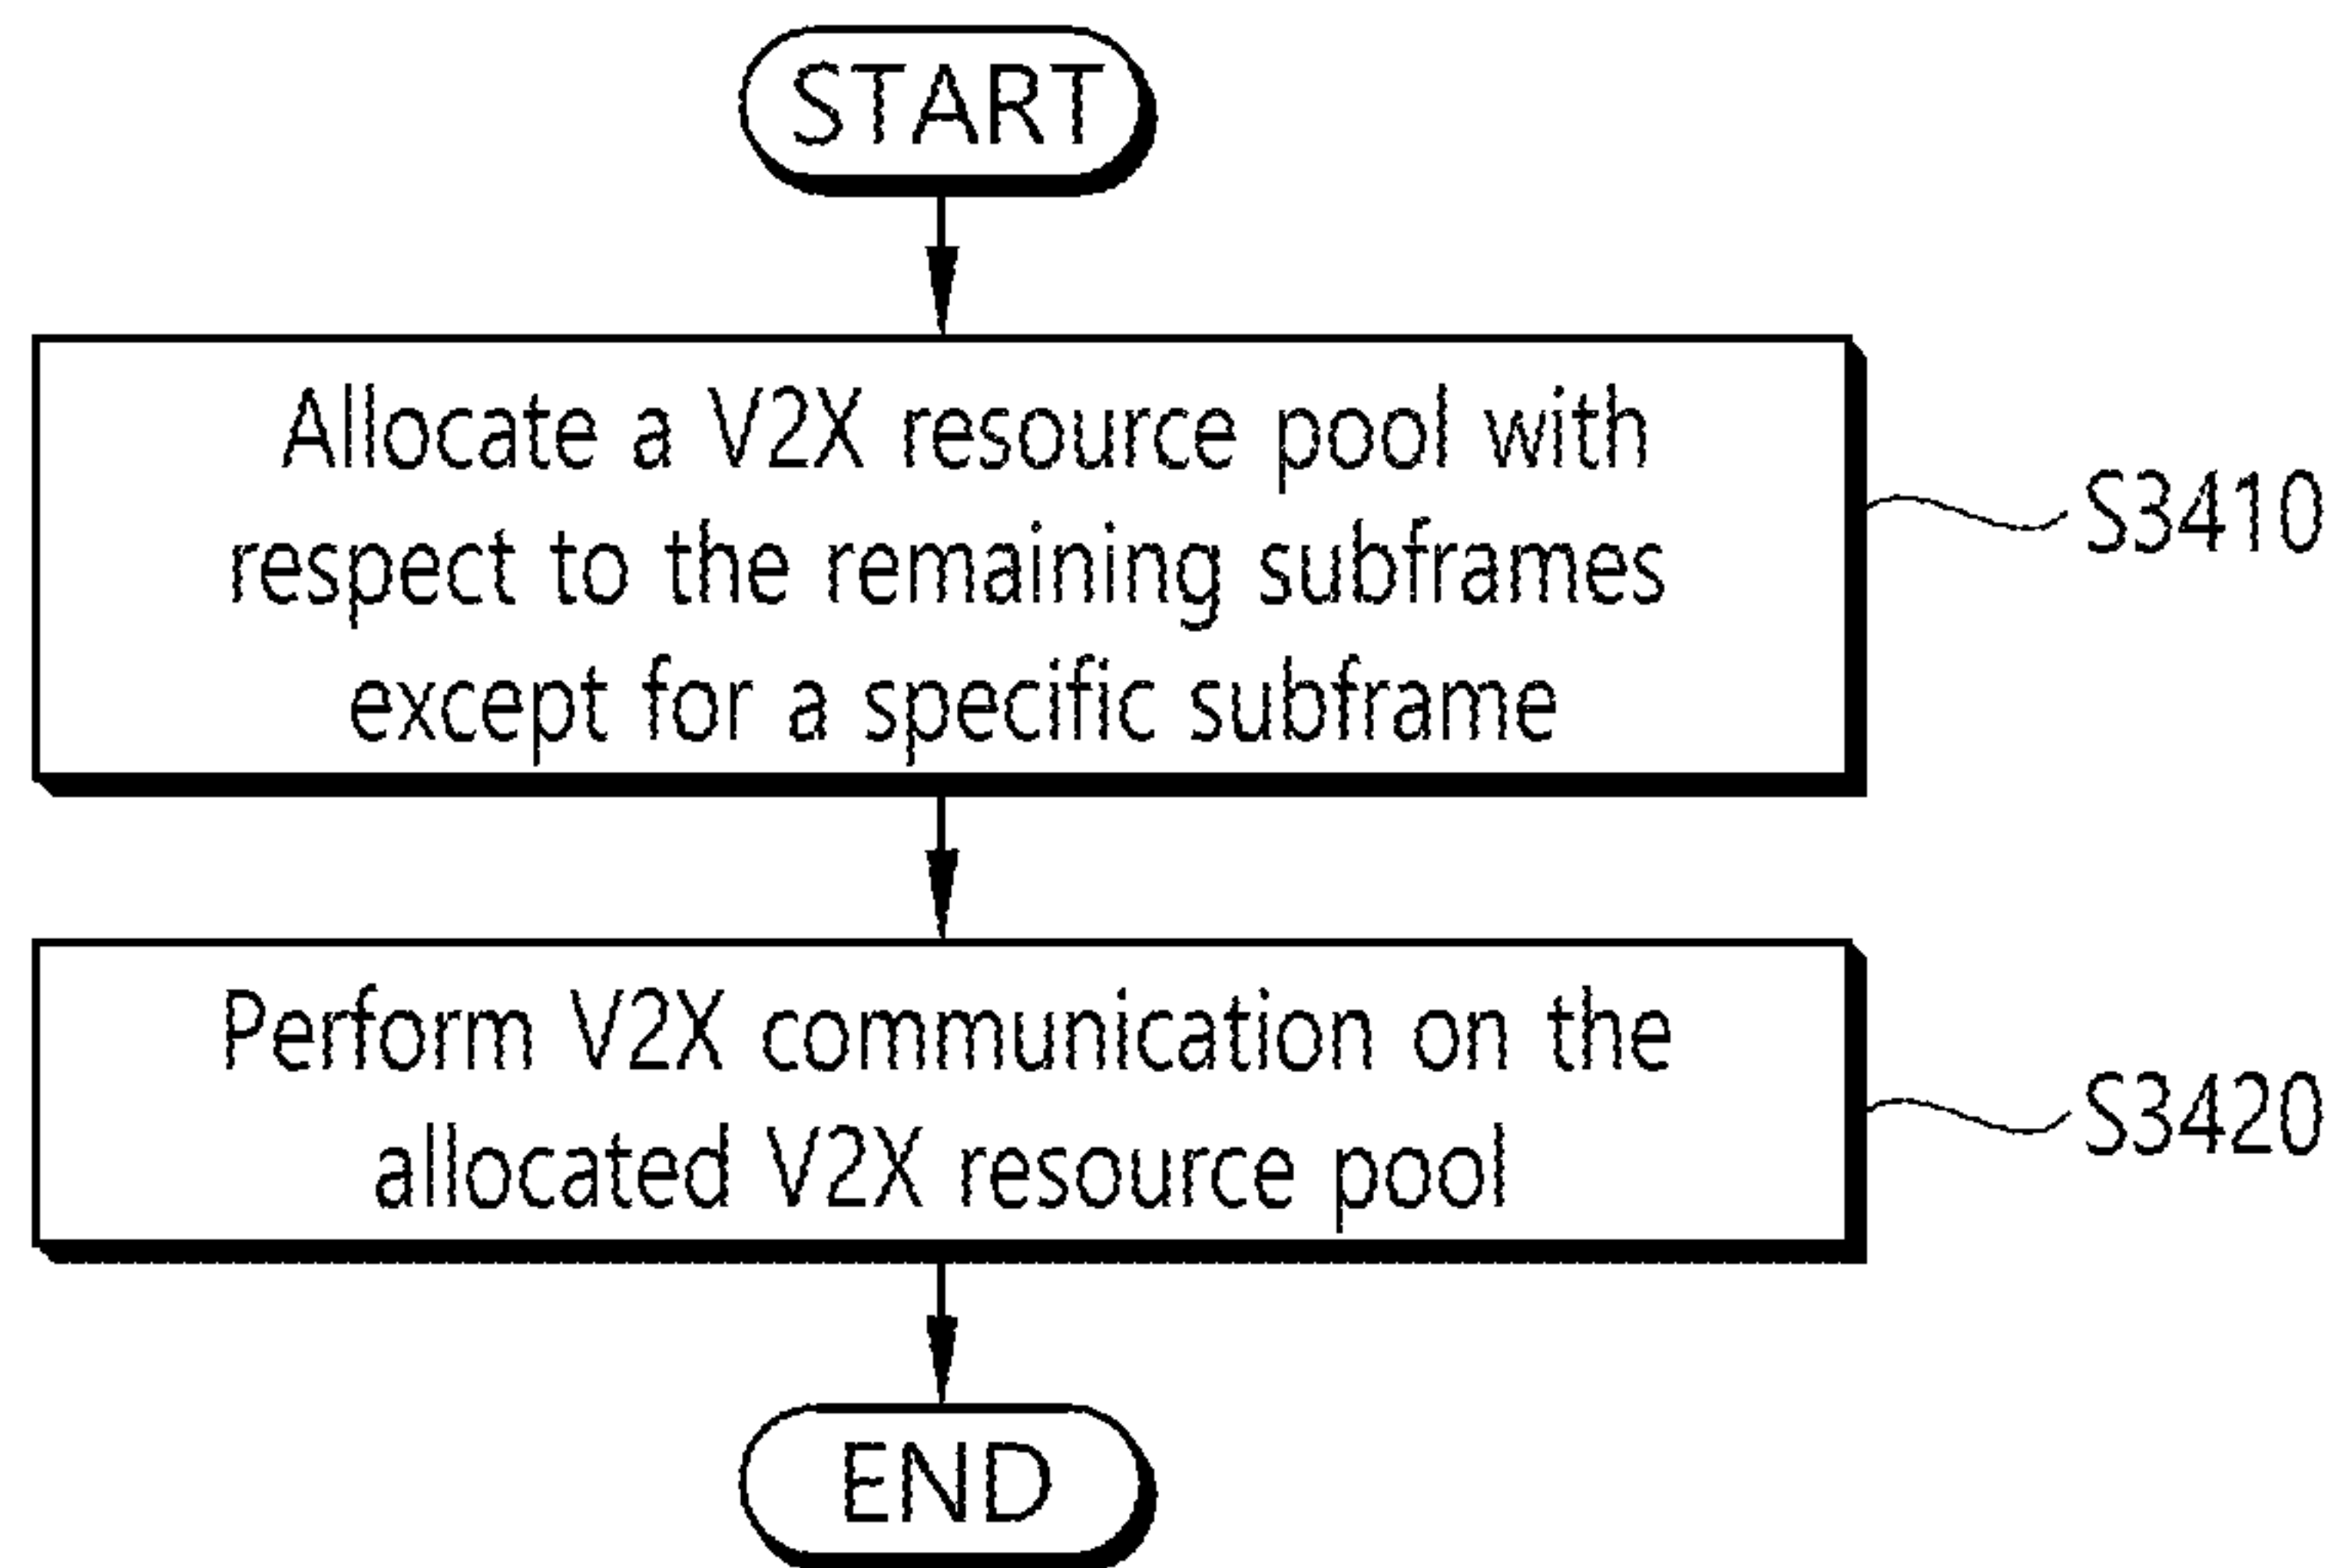 START
Allocate a V2X resource pool with
respect to the remaining subframes
except for a specific subframe
S3410
Perform V2X communication on the
allocated V2X resource pool
S3420
END